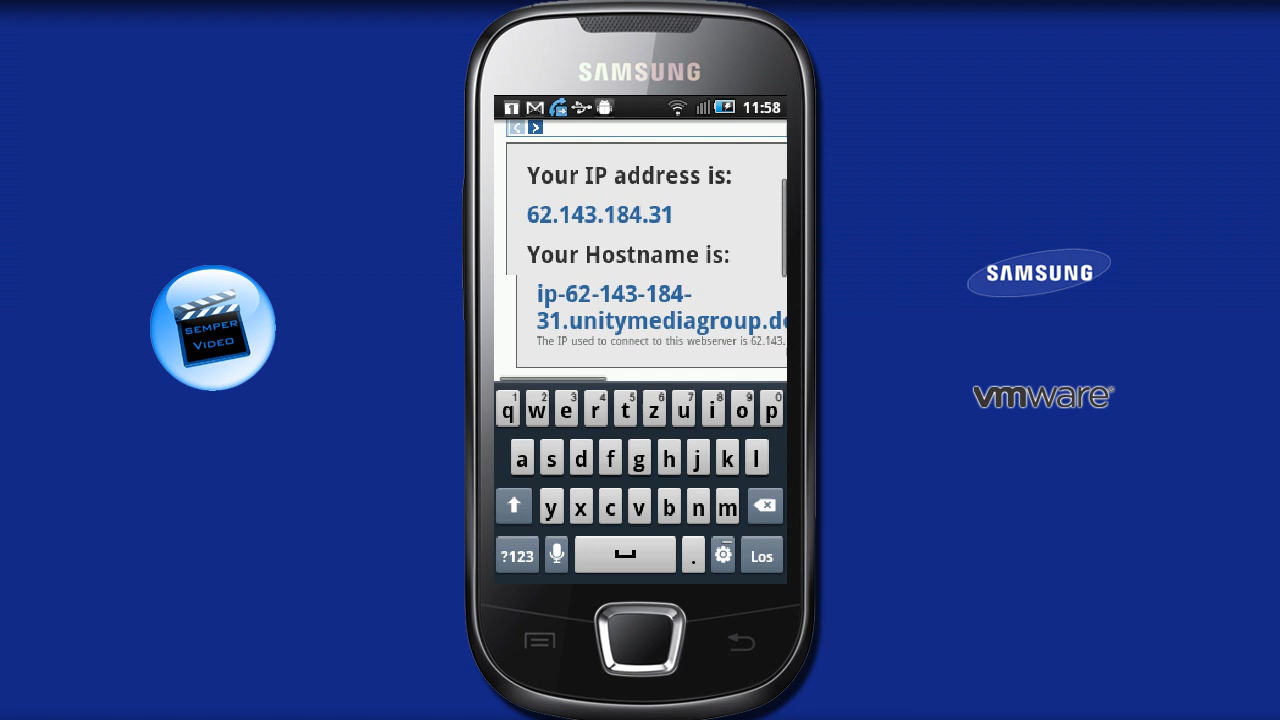 SAMSUNG
11:58
Your IP address is:
62.143.184.31
Your Hostname is:
ip-62-143-184-
31.unitymediagroup.de
The IP used to connect to this webserver is 62.143.
1 2 3 4 5 6 7 8 9 0
q w e r t z u i o p
a s d f g h j k l
y x c v b n m
?123 . Los
SEMPER
VIDEO
SAMSUNG
vmware®